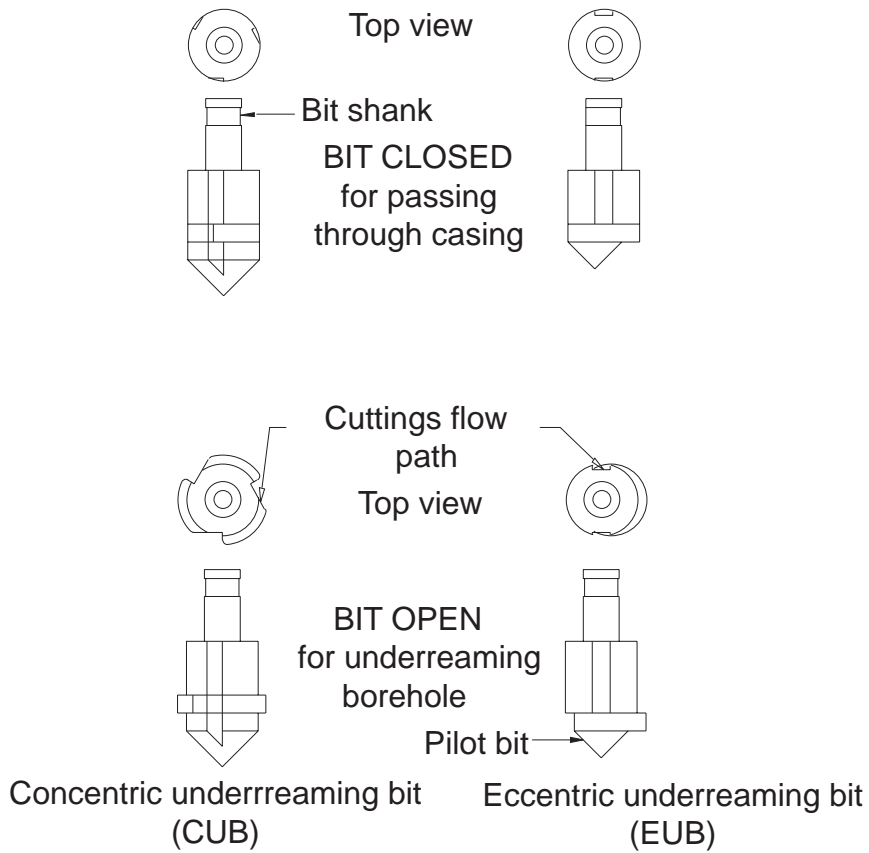 Top view
Bit shank
BIT CLOSED
for passing
through casing
Cuttings flow
path
Top view
BIT OPEN
for underreaming
borehole
Pilot bit
Concentric underrreaming bit
(CUB)
Eccentric underreaming bit
(EUB)